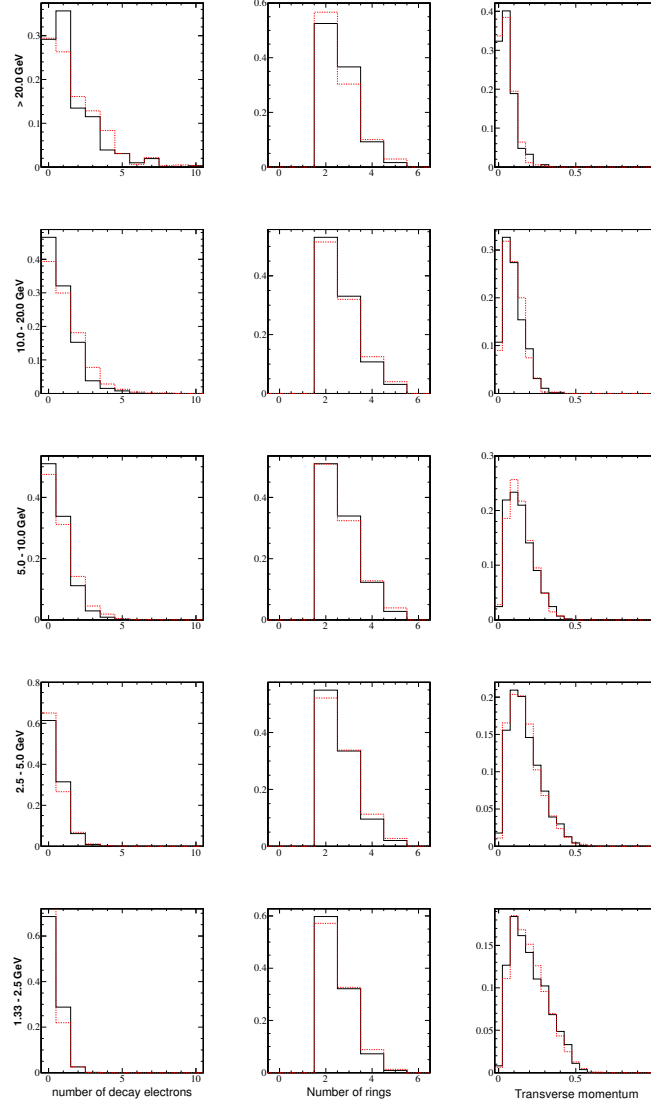 > 20.0 GeV
0 0.1 0.2 0.3
0 5 10
0 0.2 0.4 0.6
0 2 4 6
0 0.1 0.2 0.3 0.4
0 0.5
10.0 - 20.0 GeV
0 0.1 0.2 0.3 0.4
0 5 10
0 0.2 0.4
0 2 4 6
0 0.1 0.2 0.3
0 0.5
5.0 - 10.0 GeV
0 0.2 0.4
0 5 10
0 0.2 0.4
0 2 4 6
0 0.1 0.2 0.3
0 0.5
2.5 - 5.0 GeV
0 0.2 0.4 0.6 0.8
0 5 10
0 0.2 0.4
0 2 4 6
0 0.05 0.1 0.15 0.2
0 0.5
1.33 - 2.5 GeV
0 0.2 0.4 0.6
0 5 10
0 0.2 0.4 0.6
0 2 4 6
0 0.05 0.1 0.15
0 0.5
number of decay electrons
Number of rings
Transverse momentum